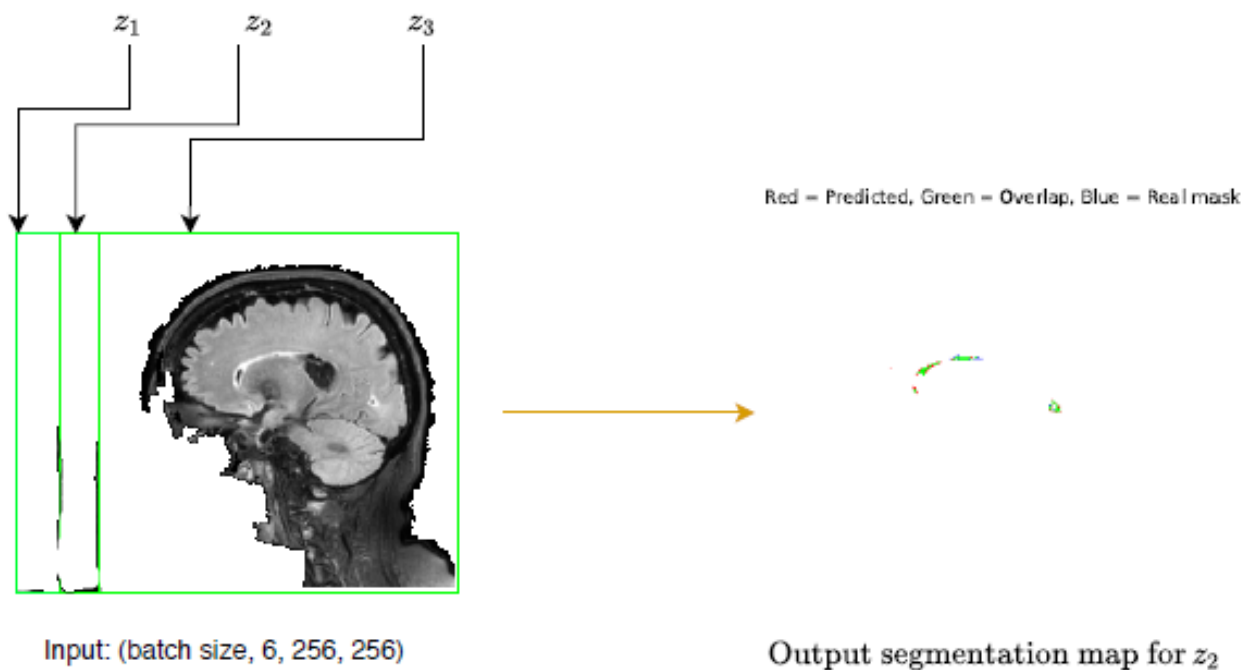 z₁ z₂ z₃
Red = Predicted, Green = Overlap, Blue = Real mask
Input: (batch size, 6, 256, 256)
Output segmentation map for z₂